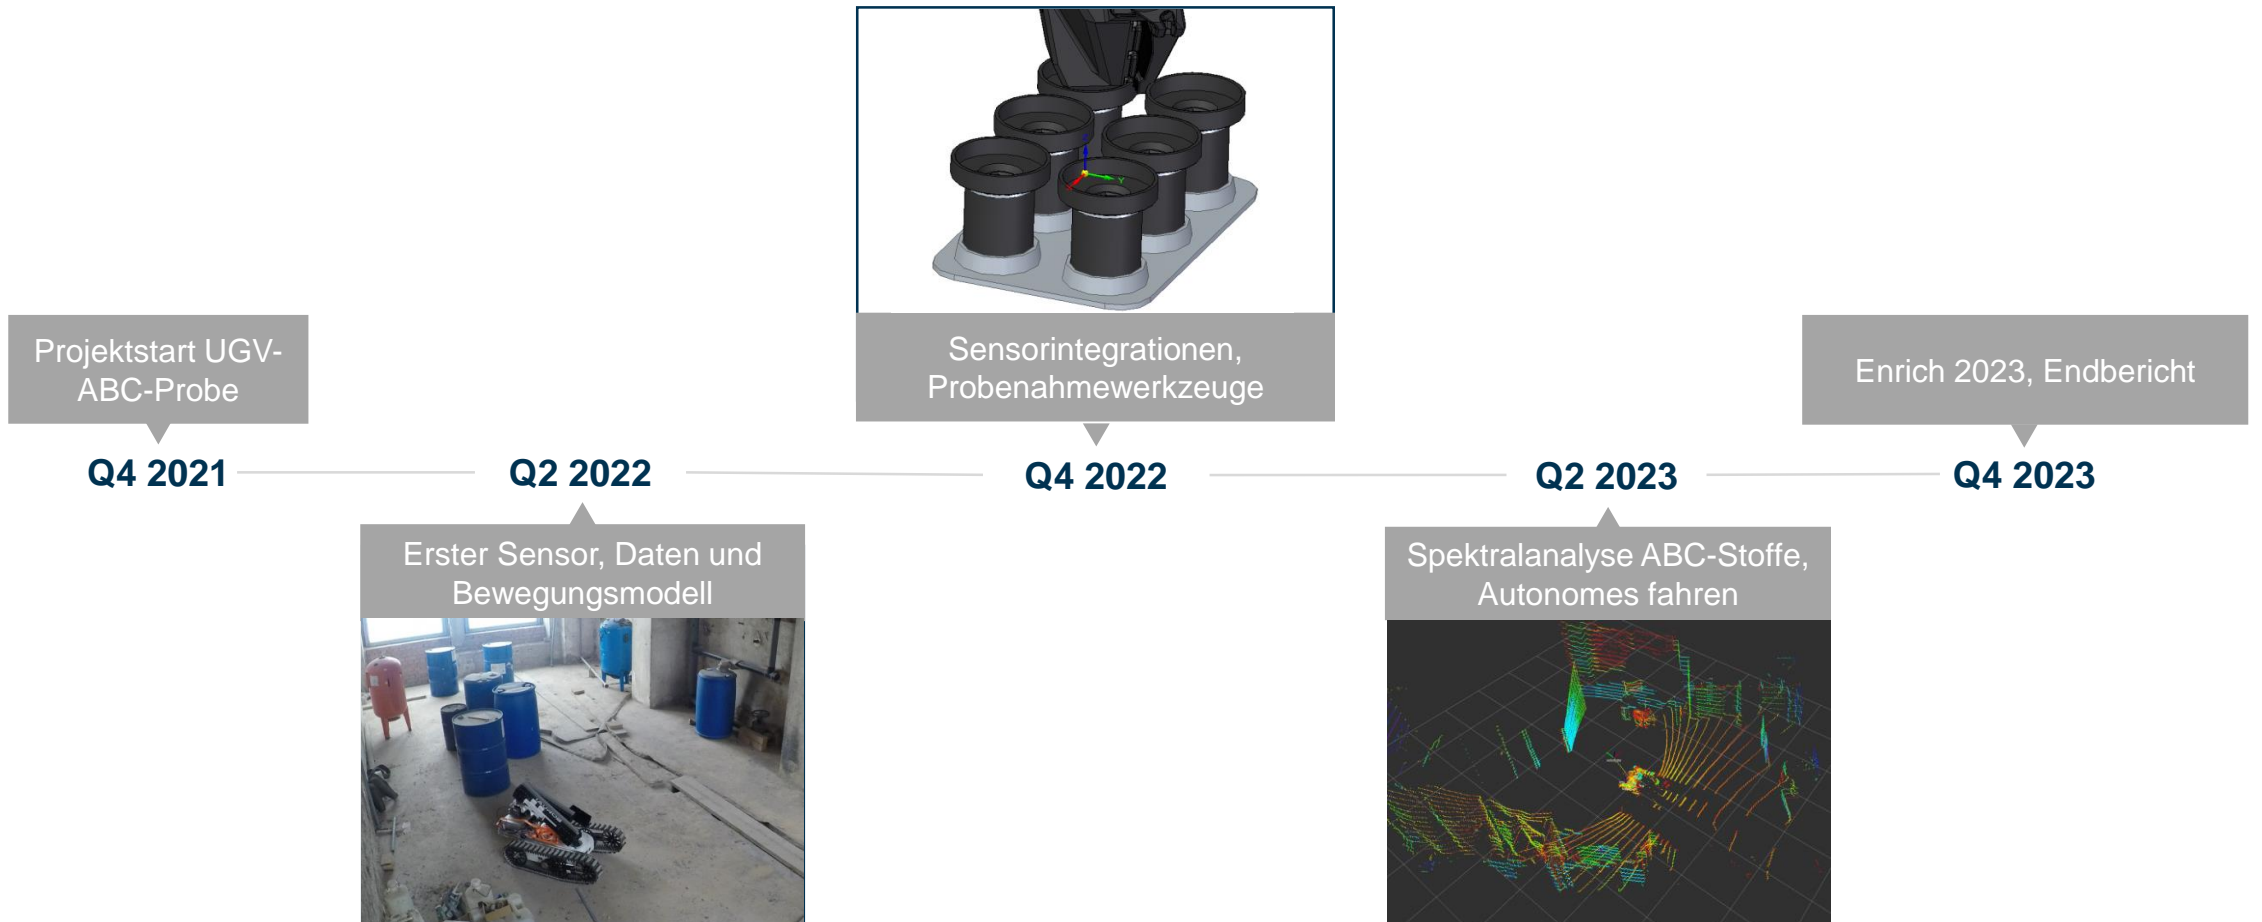 Projektstart UGV-
ABC-Probe
Q4 2021
Q2 2022
Erster Sensor, Daten und
Bewegungsmodell
Sensorintegrationen,
Probenahmewerkzeuge
Q4 2022
Q2 2023
Spektralanalyse ABC-Stoffe,
Autonomes fahren
Enrich 2023, Endbericht
Q4 2023